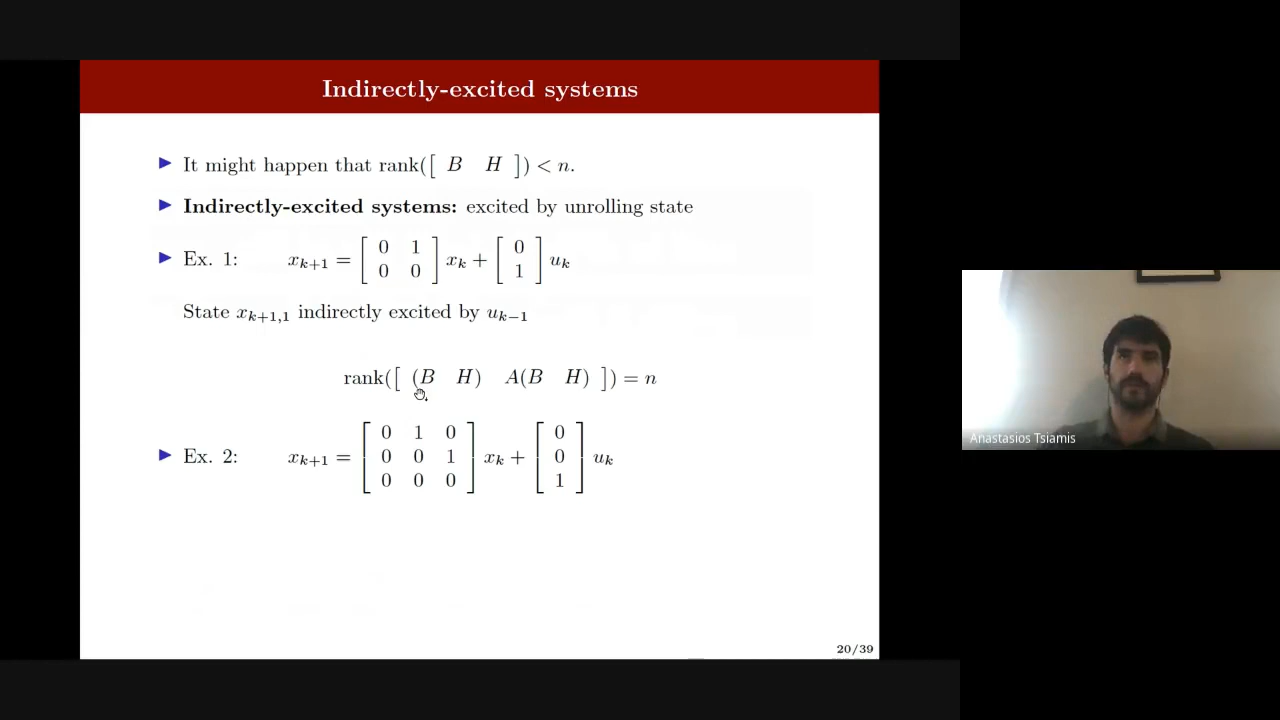 Indirectly-excited systems
▶ It might happen that rank([ B H ]) < n.
▶ Indirectly-excited systems: excited by unrolling state
▶ Ex. 1: x_{k+1} = [ 0 1 ; 0 0 ] x_k + [ 0 ; 1 ] u_k
State x_{k+1,1} indirectly excited by u_{k−1}
rank([ (B H) A(B H) ]) = n
▶ Ex. 2: x_{k+1} = [ 0 1 0 ; 0 0 1 ; 0 0 0 ] x_k + [ 0 ; 0 ; 1 ] u_k
20/39
Anastasios Tsiamis